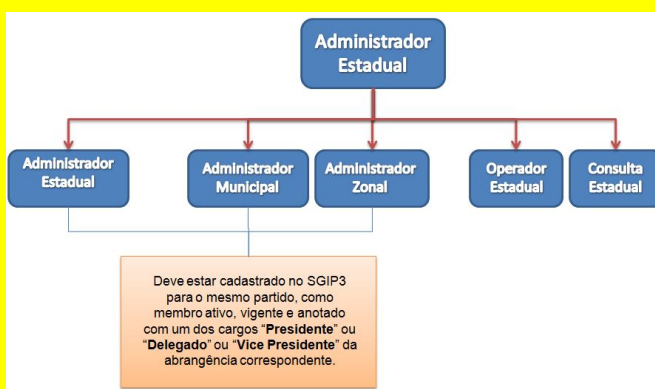 Administrador
Estadual
Administrador
Estadual
Administrador
Municipal
Administrador
Zonal
Operador
Estadual
Consulta
Estadual
Deve estar cadastrado no SGIP3
para o mesmo partido, como
membro ativo, vigente e anotado
com um dos cargos “Presidente” ou
“Delegado” ou “Vice Presidente” da
abrangência correspondente.